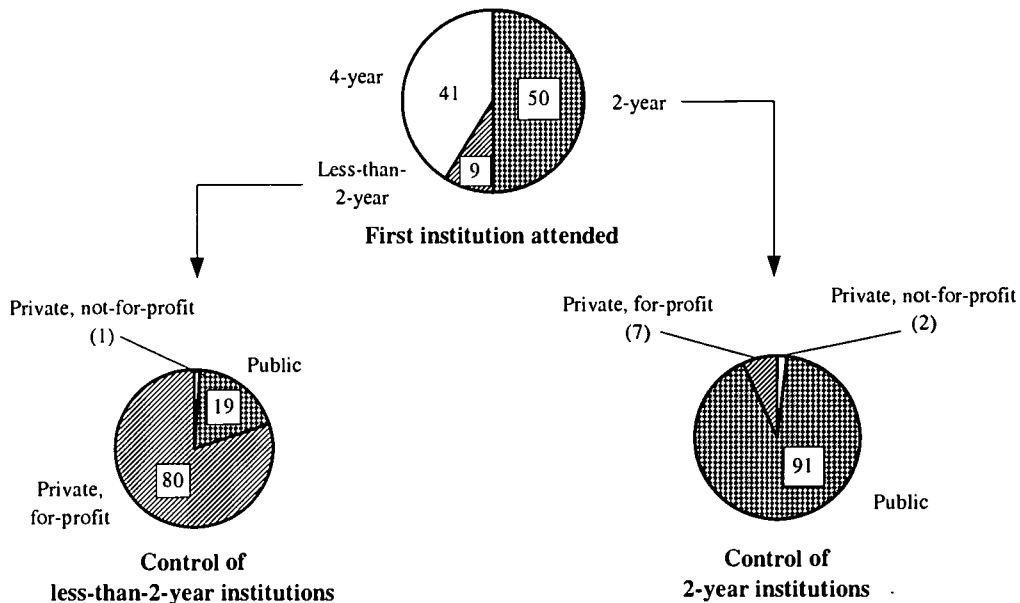 4-year
41
50
2-year
Less-than-
2-year
9
First institution attended
Private, not-for-profit
(1)
Public
19
80
Private,
for-profit
Control of
less-than-2-year institutions
Private, for-profit
(7)
Private, not-for-profit
(2)
91
Public
Control of
2-year institutions